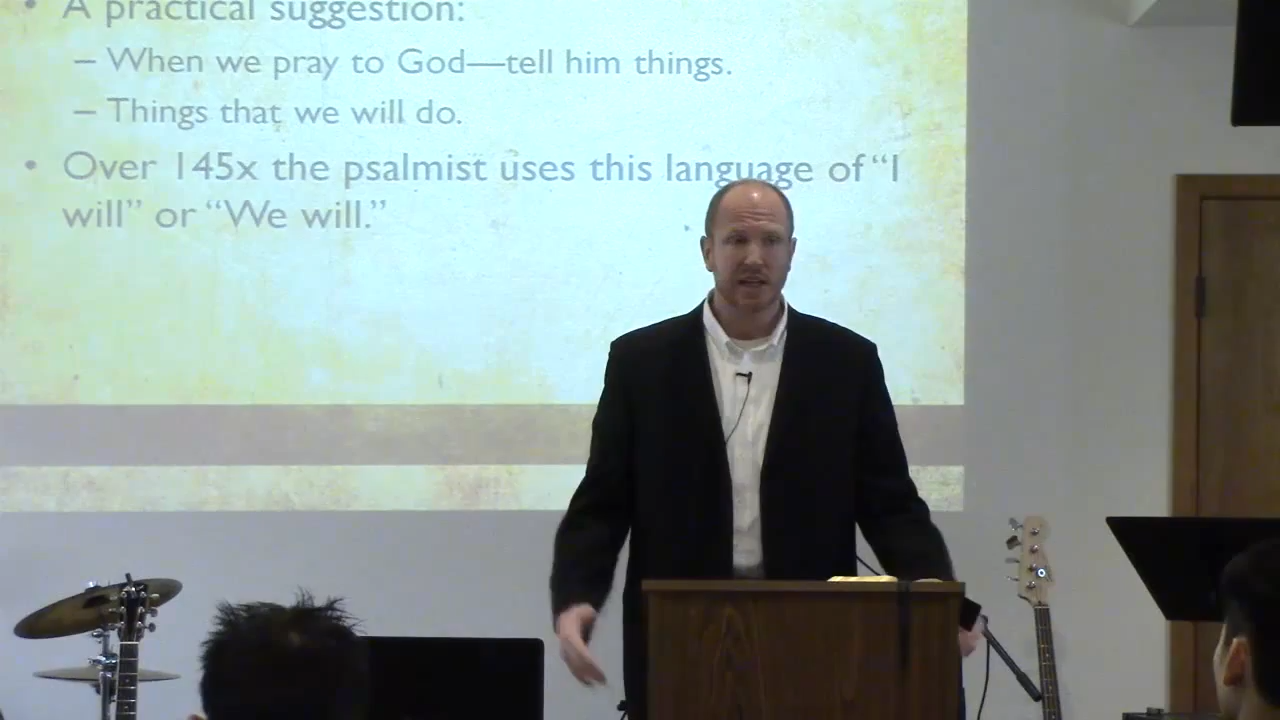 • A practical suggestion:
– When we pray to God—tell him things.
– Things that we will do.
• Over 145x the psalmist uses this language of “I
will” or “We will.”